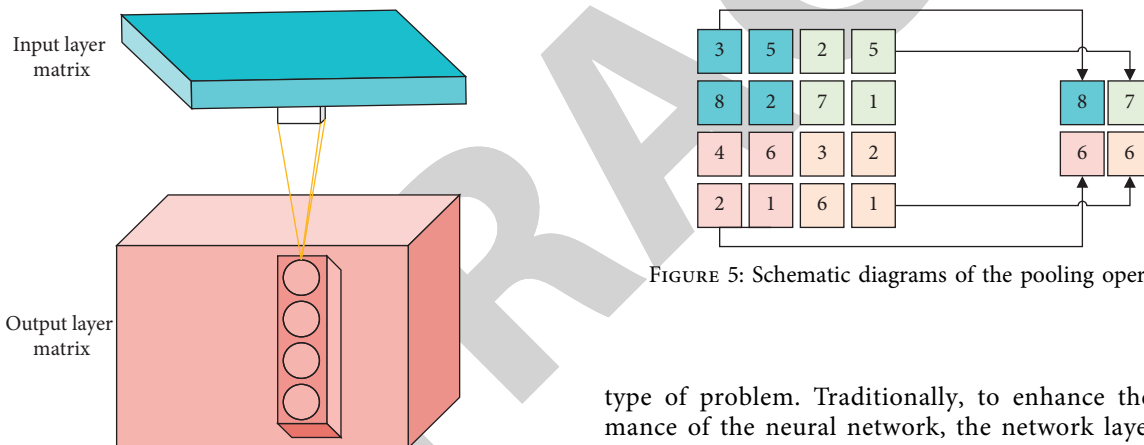 Input layer
matrix
Output layer
matrix
3 5 2 5
8 2 7 1
4 6 3 2
2 1 6 1
8 7
6 6
FIGURE 5: Schematic diagrams of the pooling oper
type of problem. Traditionally, to enhance the
mance of the neural network, the network laye